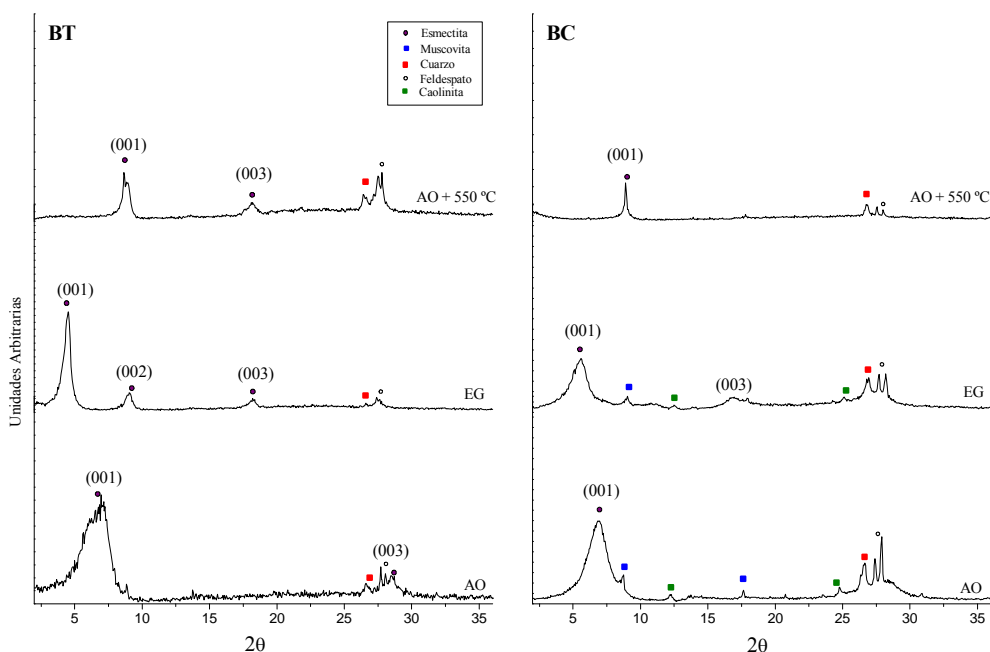 BT
Esmectita
Muscovita
Cuarzo
Feldespato
Caolinita
(001)
(003)
AO + 550 ºC
(001)
(002)
(003)
EG
(001)
(003)
AO
Unidades Arbitrarias
5 10 15 20 25 30 35
2θ
BC
(001)
AO + 550 ºC
(001)
(003)
EG
(001)
AO
5 10 15 20 25 30 35
2θ